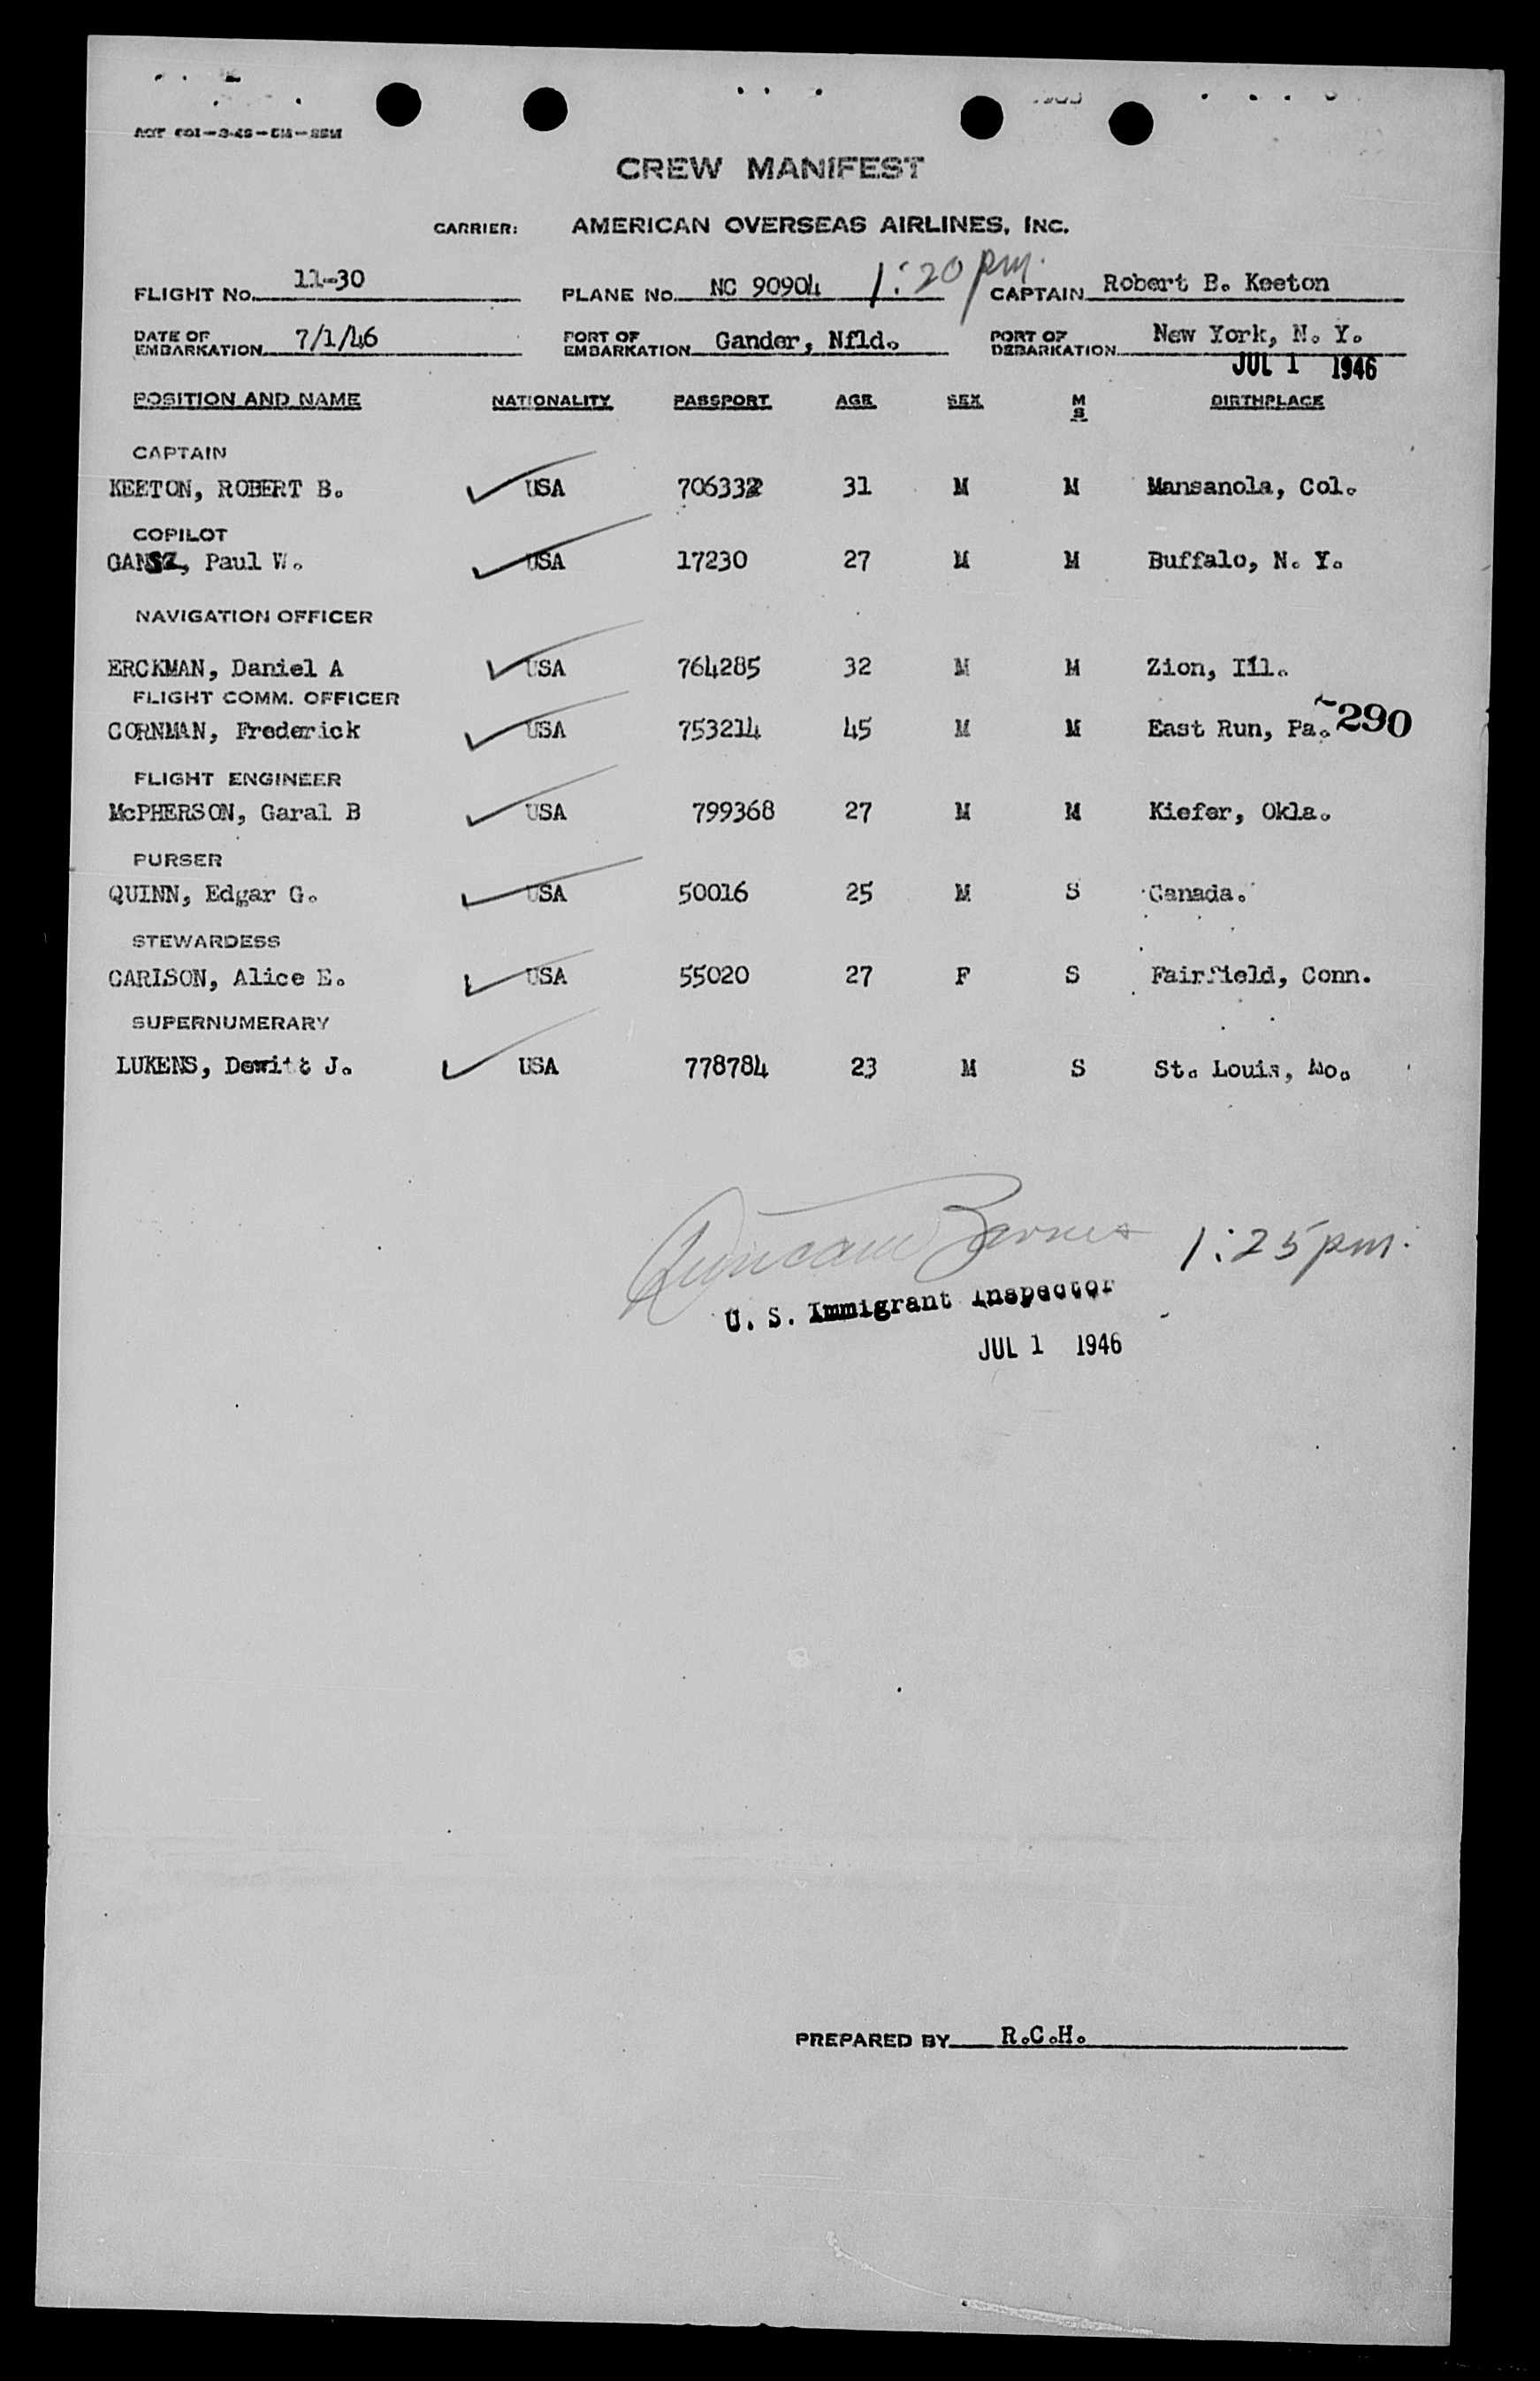 CREW MANIFEST
CARRIER: AMERICAN OVERSEAS AIRLINES, INC.
FLIGHT No. 11-30 PLANE No. NC 90904 1:20 pm. CAPTAIN Robert B. Keeton
DATE OF EMBARKATION 7/1/46 PORT OF EMBARKATION Gander, Nfld. PORT OF DEBARKATION New York, N. Y.
JUL 1 1946
POSITION AND NAME NATIONALITY PASSPORT AGE SEX M S BIRTHPLACE
CAPTAIN
KEETON, ROBERT B. USA 706332 31 M M Mansanola, Col.
COPILOT
GANSZ, Paul W. USA 17230 27 M M Buffalo, N. Y.
NAVIGATION OFFICER
ERCKMAN, Daniel A USA 764285 32 M M Zion, Ill.
FLIGHT COMM. OFFICER
CORNMAN, Frederick USA 753214 45 M M East Run, Pa. 290
FLIGHT ENGINEER
McPHERSON, Garal B USA 799368 27 M M Kiefer, Okla.
PURSER
QUINN, Edgar G. USA 50016 25 M S Canada.
STEWARDESS
CARLSON, Alice E. USA 55020 27 F S Fairfield, Conn.
SUPERNUMERARY
LUKENS, Dewitt J. USA 778784 23 M S St. Louis, Mo.
Duncan Barnes 1:25 pm.
U. S. Immigrant Inspector
JUL 1 1946
PREPARED BY R.C.H.